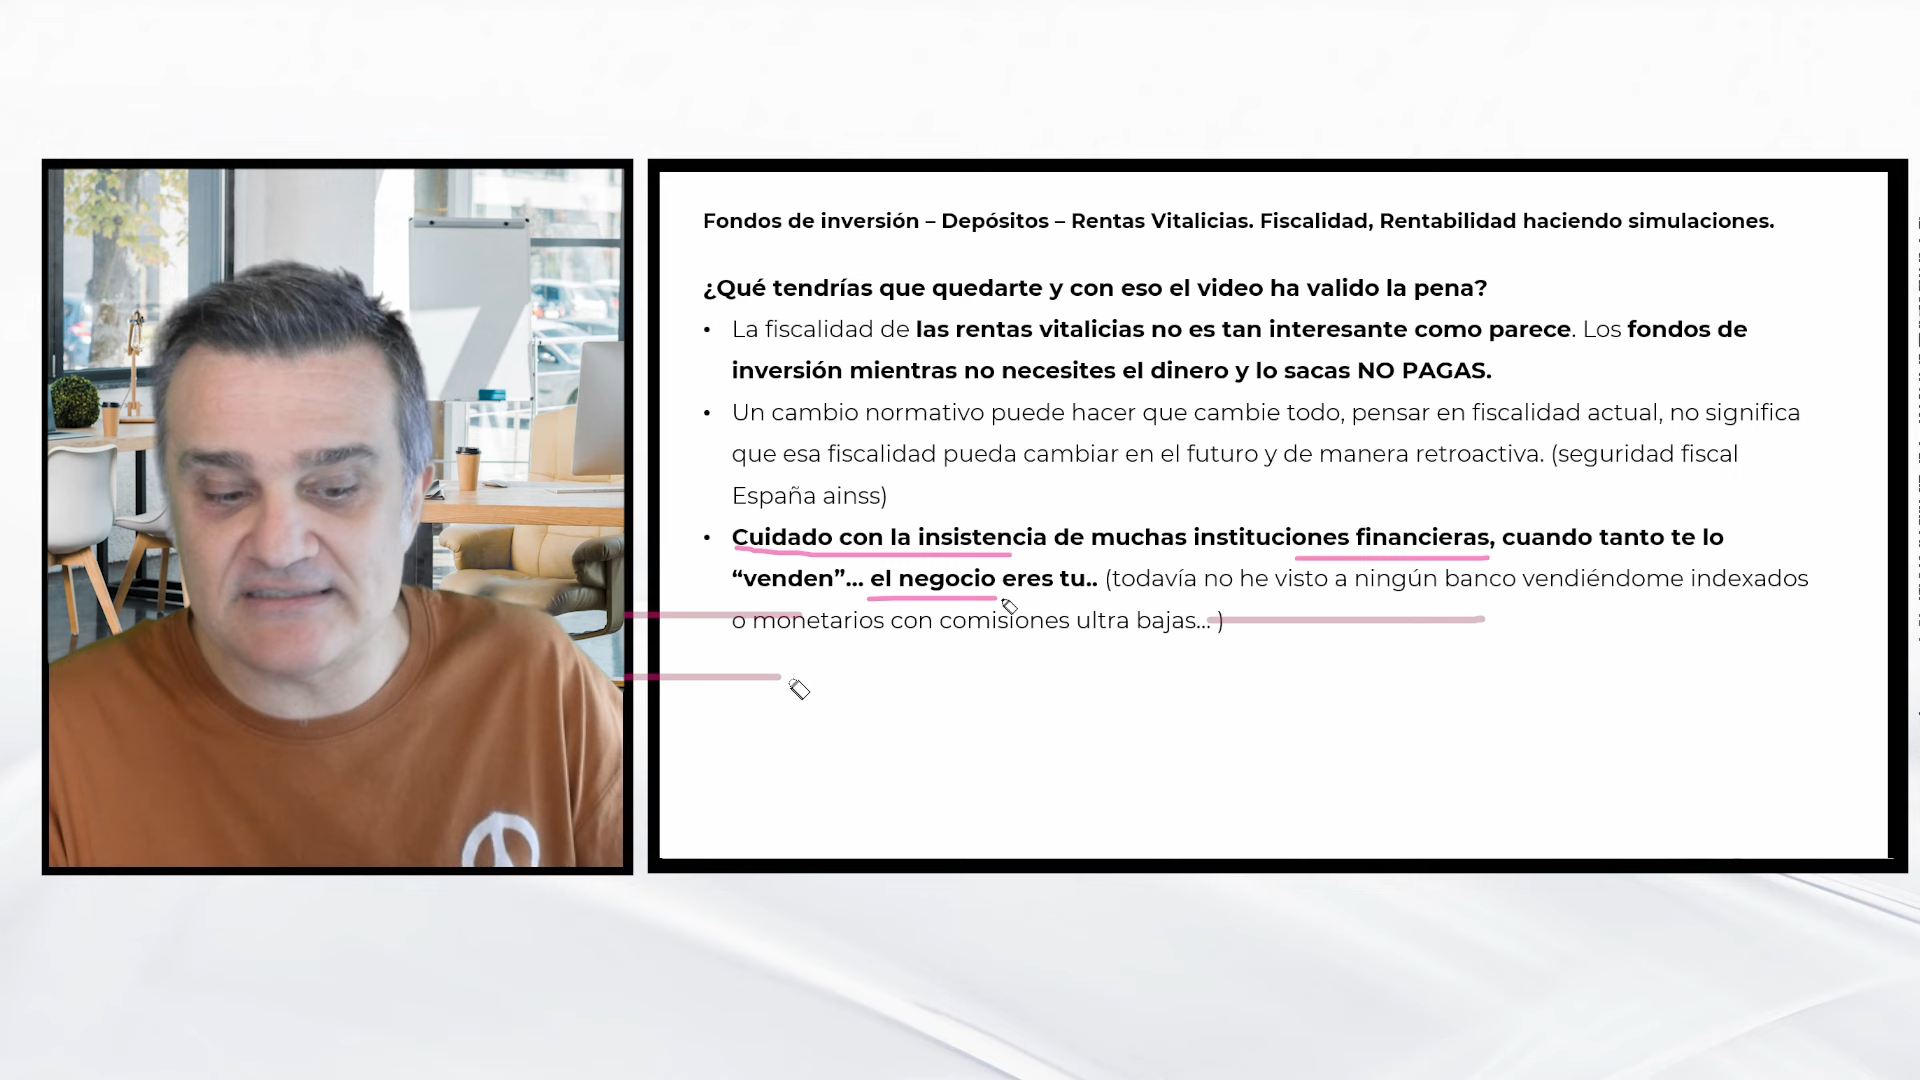 Fondos de inversión – Depósitos – Rentas Vitalicias. Fiscalidad, Rentabilidad haciendo simulaciones.
¿Qué tendrías que quedarte y con eso el video ha valido la pena?
• La fiscalidad de las rentas vitalicias no es tan interesante como parece. Los fondos de
inversión mientras no necesites el dinero y lo sacas NO PAGAS.
• Un cambio normativo puede hacer que cambie todo, pensar en fiscalidad actual, no significa
que esa fiscalidad pueda cambiar en el futuro y de manera retroactiva. (seguridad fiscal
España ainss)
• Cuidado con la insistencia de muchas instituciones financieras, cuando tanto te lo
“venden”... el negocio eres tu.. (todavía no he visto a ningún banco vendiéndome indexados
o monetarios con comisiones ultra bajas... )